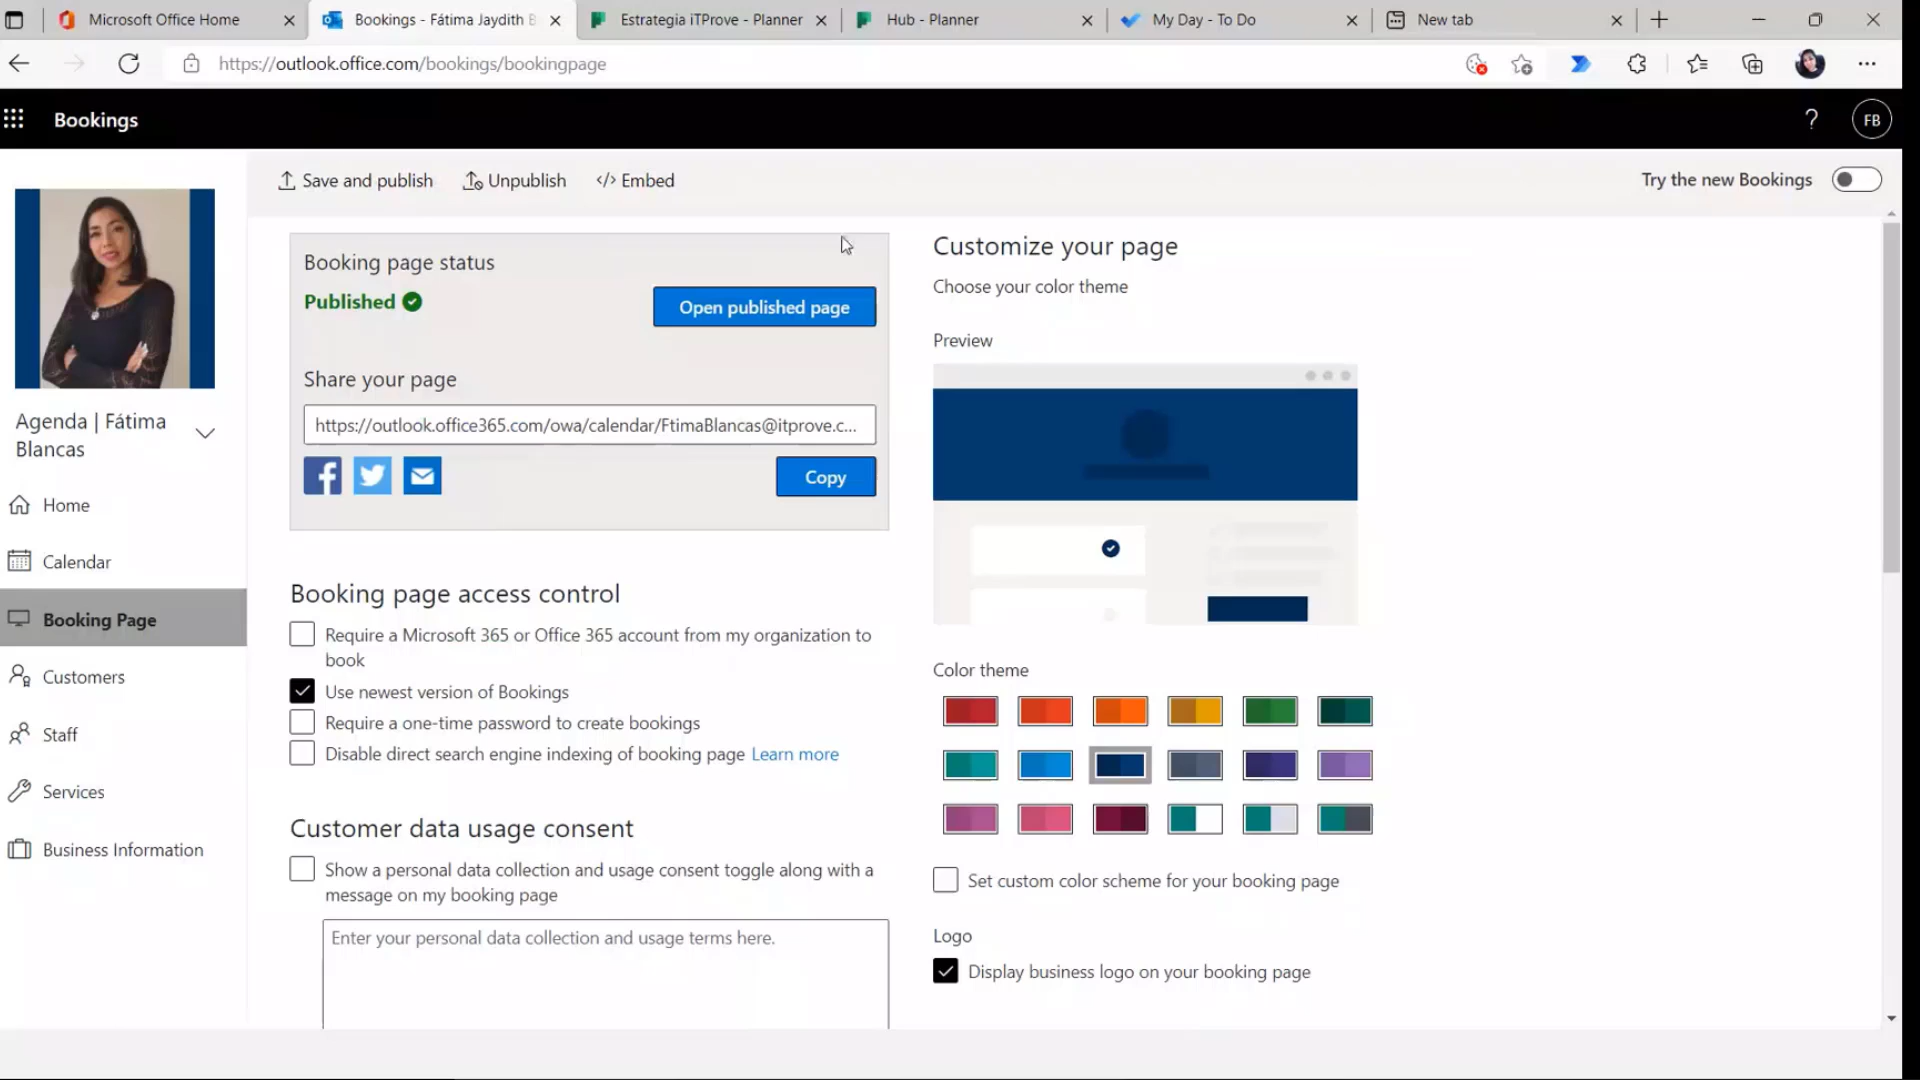 Microsoft Office Home
Bookings - Fátima Jaydith B
Estrategia iTProve - Planner
Hub - Planner
My Day - To Do
New tab
https://outlook.office.com/bookings/bookingpage
Bookings
? FB
Save and publish
Unpublish
</> Embed
Try the new Bookings
Agenda | Fátima
Blancas
Home
Calendar
Booking Page
Customers
Staff
Services
Business Information
Booking page status
Published
Open published page
Share your page
https://outlook.office365.com/owa/calendar/FtimaBlancas@itprove.c...
Copy
Booking page access control
Require a Microsoft 365 or Office 365 account from my organization to
book
Use newest version of Bookings
Require a one-time password to create bookings
Disable direct search engine indexing of booking page Learn more
Customer data usage consent
Show a personal data collection and usage consent toggle along with a
message on my booking page
Enter your personal data collection and usage terms here.
Customize your page
Choose your color theme
Preview
Color theme
Set custom color scheme for your booking page
Logo
Display business logo on your booking page